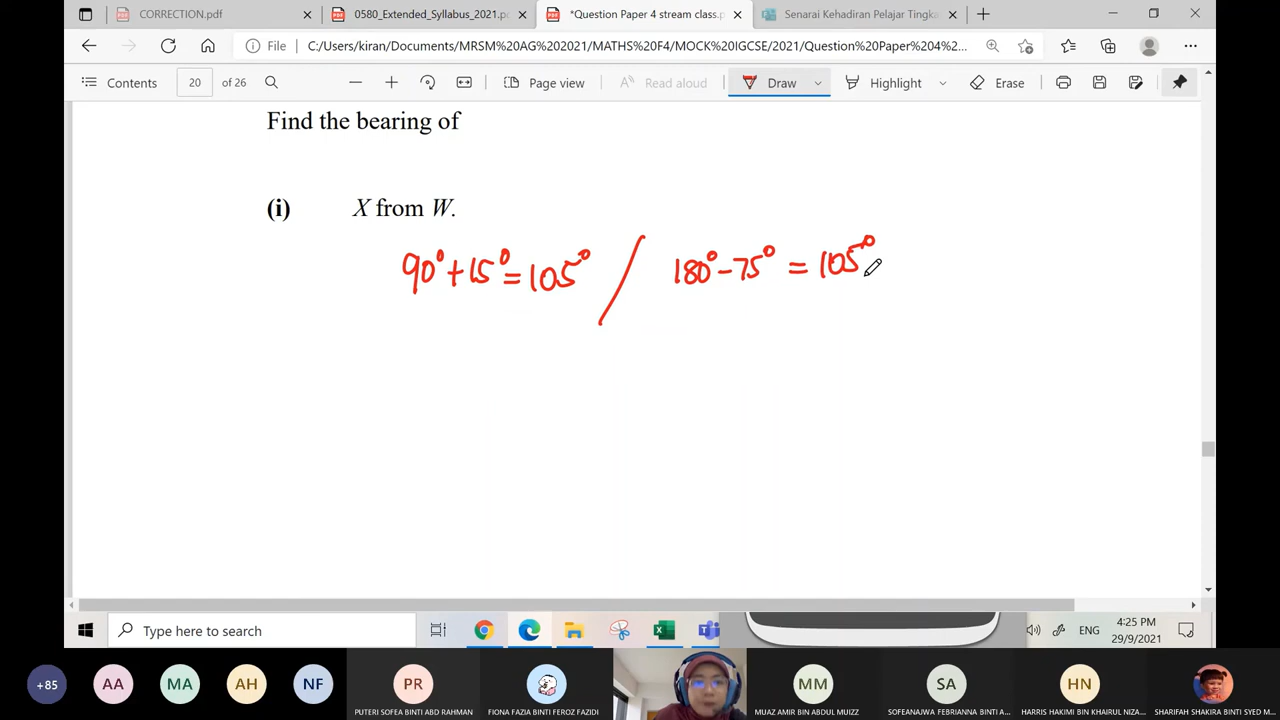 CORRECTION.pdf
0580_Extended_Syllabus_2021.p
*Question Paper 4 stream class.p
Senarai Kehadiran Pelajar Tingka
File
C:/Users/kiran/Documents/MRSM%20AG%202021/MATHS%20F4/MOCK%20IGCSE/2021/Question%20Paper%204%2...
Contents
20
of 26
Page view
Read aloud
Draw
Highlight
Erase
Find the bearing of
(i) X from W.
90°+15°=105° / 180°-75° = 105°
Type here to search
ENG
4:25 PM
29/9/2021
+85
AA
MA
AH
NF
PR
MM
SA
HN
PUTERI SOFEA BINTI ABD RAHMAN
FIONA FAZIA BINTI FEROZ FAZIDI
MUAZ AMIR BIN ABDUL MUIZZ
SOFEANAJWA FEBRIANNA BINTI A...
HARRIS HAKIMI BIN KHAIRUL NIZA...
SHARIFAH SHAKIRA BINTI SYED M...